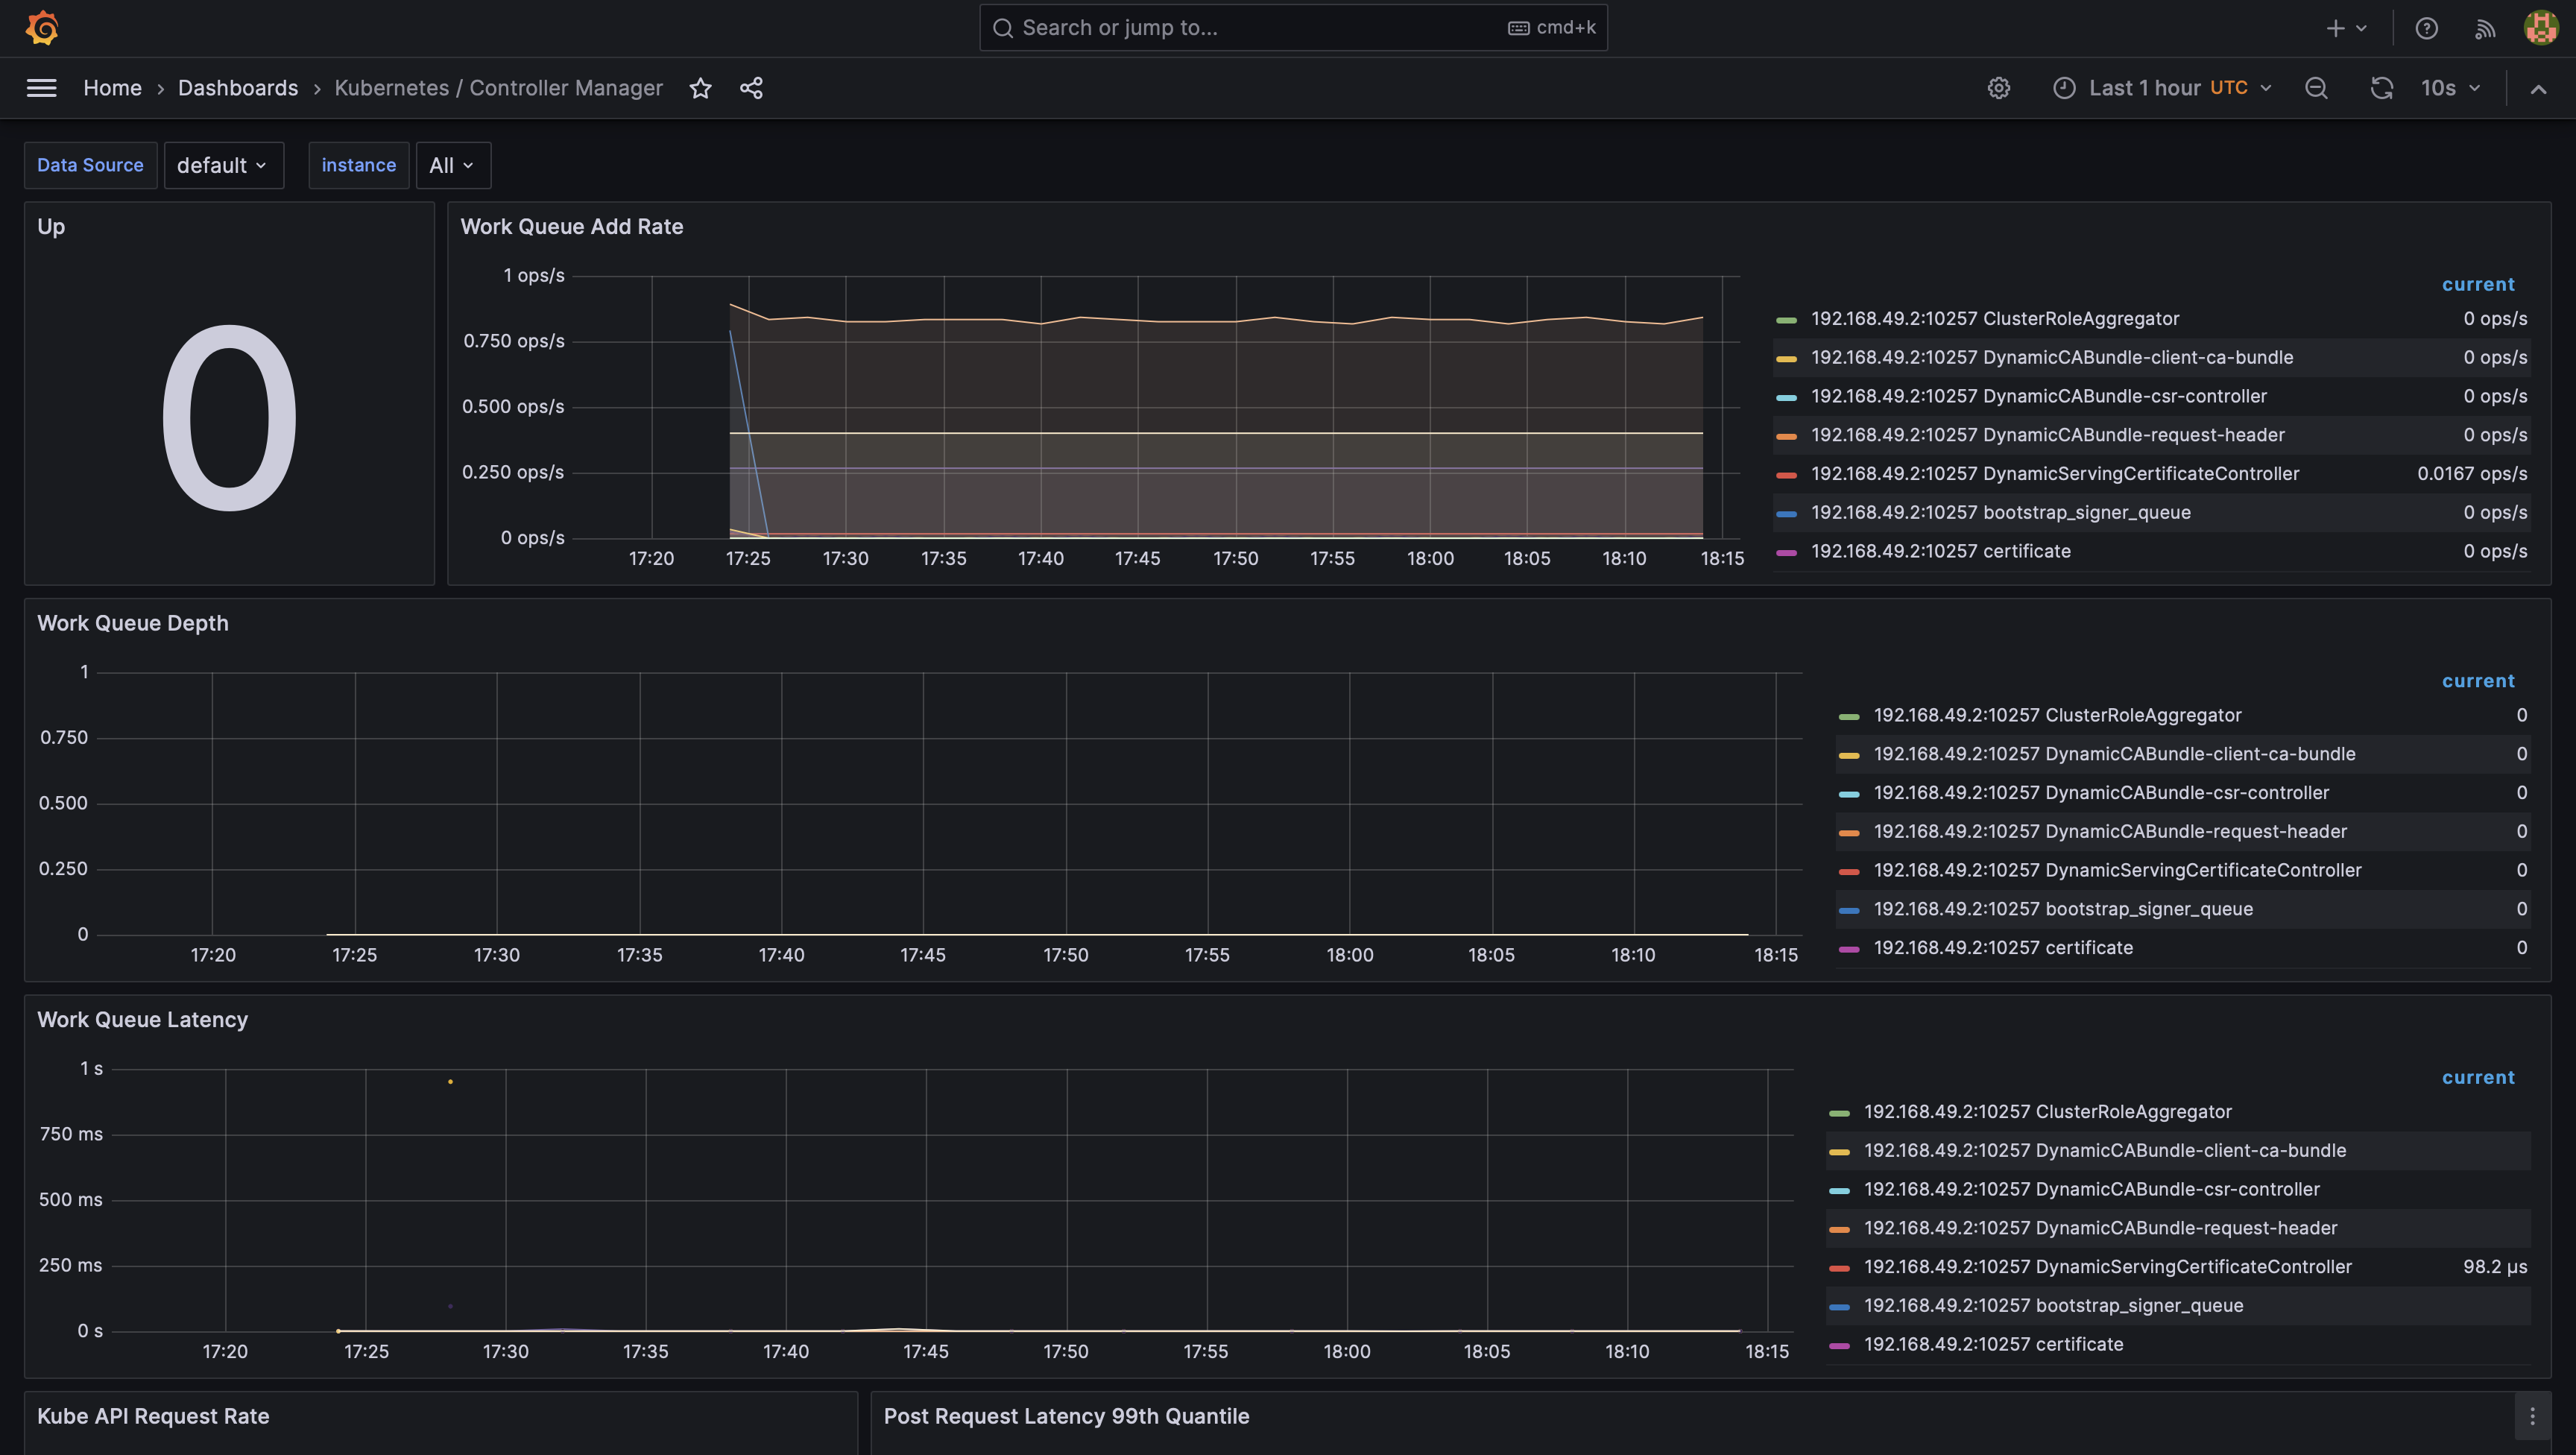 Search or jump to... cmd+k
Home › Dashboards › Kubernetes / Controller Manager
Last 1 hour UTC 10s
Data Source default instance All
Up
0
Work Queue Add Rate
1 ops/s
0.750 ops/s
0.500 ops/s
0.250 ops/s
0 ops/s
17:20 17:25 17:30 17:35 17:40 17:45 17:50 17:55 18:00 18:05 18:10 18:15
current
192.168.49.2:10257 ClusterRoleAggregator 0 ops/s
192.168.49.2:10257 DynamicCABundle-client-ca-bundle 0 ops/s
192.168.49.2:10257 DynamicCABundle-csr-controller 0 ops/s
192.168.49.2:10257 DynamicCABundle-request-header 0 ops/s
192.168.49.2:10257 DynamicServingCertificateController 0.0167 ops/s
192.168.49.2:10257 bootstrap_signer_queue 0 ops/s
192.168.49.2:10257 certificate 0 ops/s
Work Queue Depth
1
0.750
0.500
0.250
0
17:20 17:25 17:30 17:35 17:40 17:45 17:50 17:55 18:00 18:05 18:10 18:15
current
192.168.49.2:10257 ClusterRoleAggregator 0
192.168.49.2:10257 DynamicCABundle-client-ca-bundle 0
192.168.49.2:10257 DynamicCABundle-csr-controller 0
192.168.49.2:10257 DynamicCABundle-request-header 0
192.168.49.2:10257 DynamicServingCertificateController 0
192.168.49.2:10257 bootstrap_signer_queue 0
192.168.49.2:10257 certificate 0
Work Queue Latency
1 s
750 ms
500 ms
250 ms
0 s
17:20 17:25 17:30 17:35 17:40 17:45 17:50 17:55 18:00 18:05 18:10 18:15
current
192.168.49.2:10257 ClusterRoleAggregator
192.168.49.2:10257 DynamicCABundle-client-ca-bundle
192.168.49.2:10257 DynamicCABundle-csr-controller
192.168.49.2:10257 DynamicCABundle-request-header
192.168.49.2:10257 DynamicServingCertificateController 98.2 µs
192.168.49.2:10257 bootstrap_signer_queue
192.168.49.2:10257 certificate
Kube API Request Rate
Post Request Latency 99th Quantile